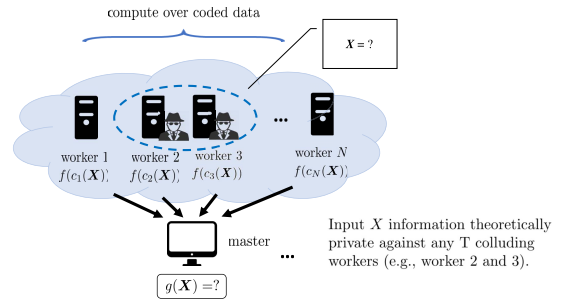 compute over coded data
X = ?
...
worker 1
worker 2
worker 3
worker N
f(c₁(X))
f(c₂(X))
f(c₃(X))
f(c_N(X))
master
...
g(X) =?
Input X information theoretically
private against any T colluding
workers (e.g., worker 2 and 3).